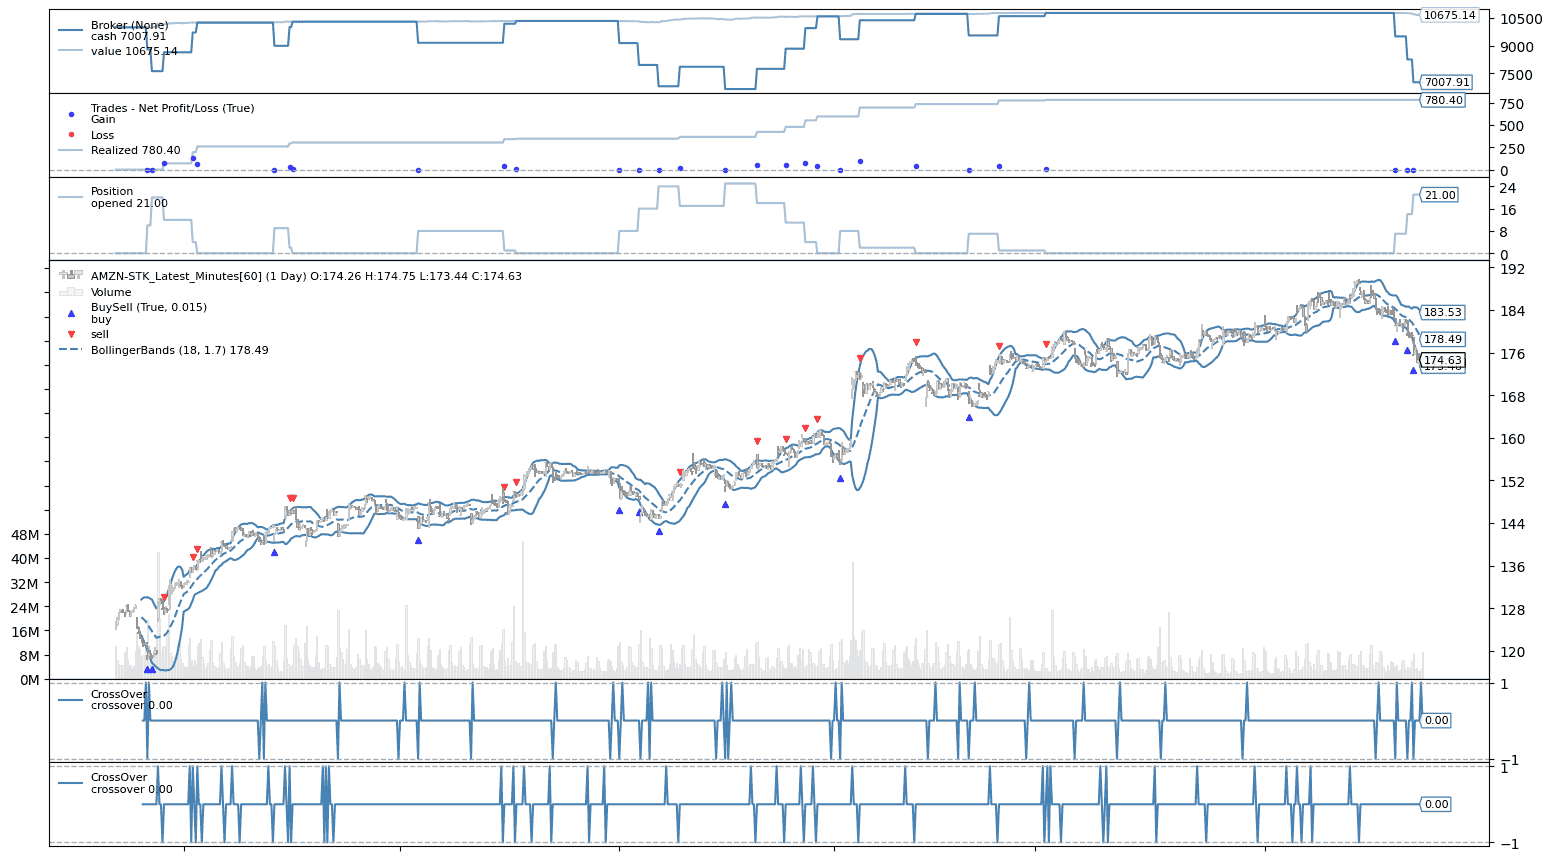 Broker (None)
cash 7007.91
value 10675.14
10675.14
7007.91
10500
9000
7500
Trades - Net Profit/Loss (True)
Gain
Loss
Realized 780.40
780.40
750
500
250
0
Position
opened 21.00
21.00
24
16
8
0
AMZN-STK_Latest_Minutes[60] (1 Day) O:174.26 H:174.75 L:173.44 C:174.63
Volume
BuySell (True, 0.015)
buy
sell
BollingerBands (18, 1.7) 178.49
183.53
178.49
174.63
192
184
176
168
160
152
144
136
128
120
48M
40M
32M
24M
16M
8M
0M
CrossOver
crossover 0.00
0.00
1
−1
CrossOver
crossover 0.00
0.00
1
−1